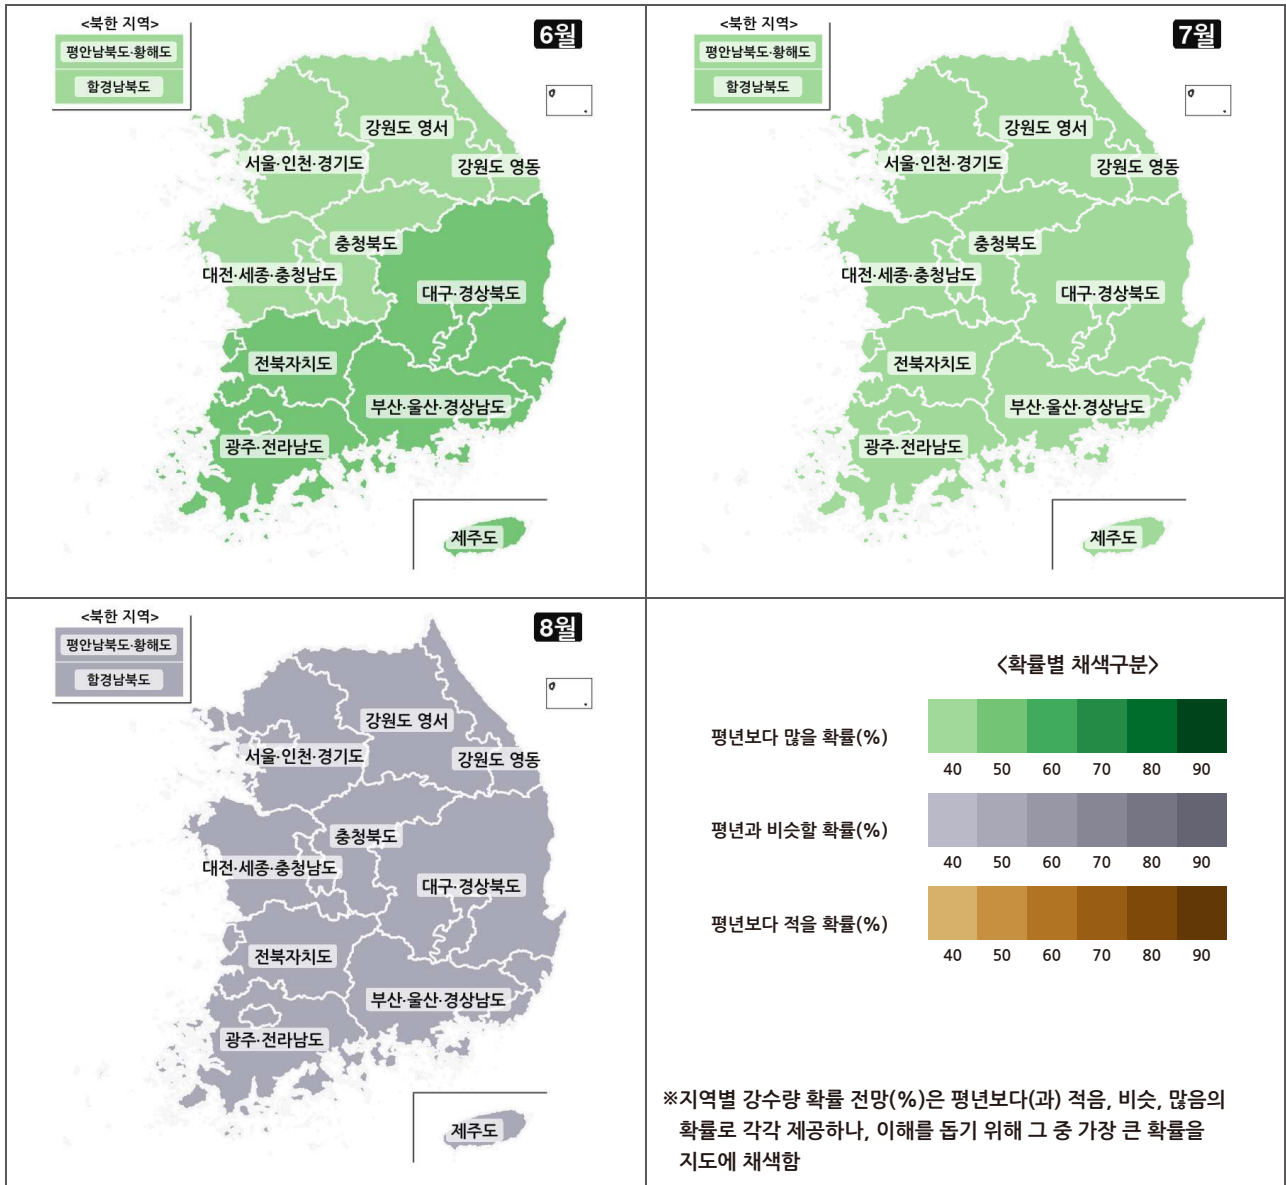 <북한 지역>
평안남북도·황해도
함경남북도
6월
강원도 영서
서울·인천·경기도
강원도 영동
충청북도
대전·세종·충청남도
대구·경상북도
전북자치도
부산·울산·경상남도
광주·전라남도
제주도
<북한 지역>
평안남북도·황해도
함경남북도
7월
강원도 영서
서울·인천·경기도
강원도 영동
충청북도
대전·세종·충청남도
대구·경상북도
전북자치도
부산·울산·경상남도
광주·전라남도
제주도
<북한 지역>
평안남북도·황해도
함경남북도
8월
강원도 영서
서울·인천·경기도
강원도 영동
충청북도
대전·세종·충청남도
대구·경상북도
전북자치도
부산·울산·경상남도
광주·전라남도
제주도
<확률별 채색구분>
평년보다 많을 확률(%)
40 50 60 70 80 90
평년과 비슷할 확률(%)
40 50 60 70 80 90
평년보다 적을 확률(%)
40 50 60 70 80 90
※지역별 강수량 확률 전망(%)은 평년보다(과) 적음, 비슷, 많음의
확률로 각각 제공하나, 이해를 돕기 위해 그 중 가장 큰 확률을
지도에 채색함